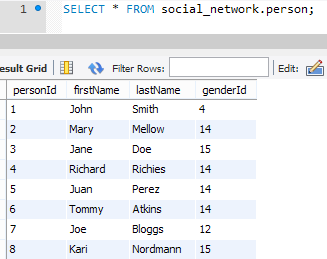 1 SELECT * FROM social_network.person;
Result Grid Filter Rows: Edit:
personId firstName lastName genderId
1 John Smith 4
2 Mary Mellow 14
3 Jane Doe 15
4 Richard Richies 14
5 Juan Perez 14
6 Tommy Atkins 14
7 Joe Bloggs 12
8 Kari Nordmann 15